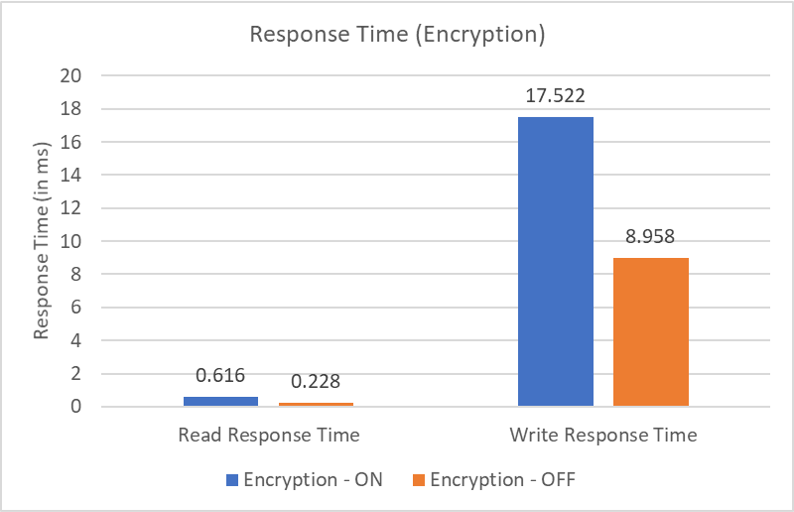 Response Time (Encryption)
Response Time (in ms)
20
18
16
14
12
10
8
6
4
2
0
17.522
8.958
0.616
0.228
Read Response Time
Write Response Time
Encryption - ON
Encryption - OFF